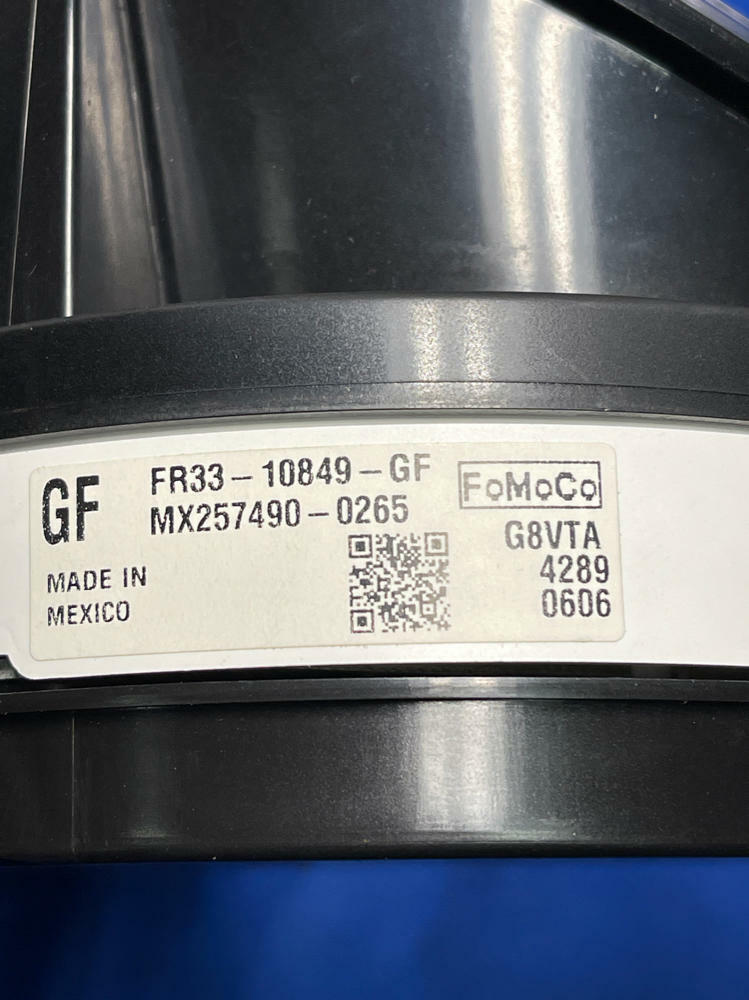 GF
FR33-10849-GF
MX257490-0265
FoMoCo
G8VTA
4289
0606
MADE IN
MEXICO